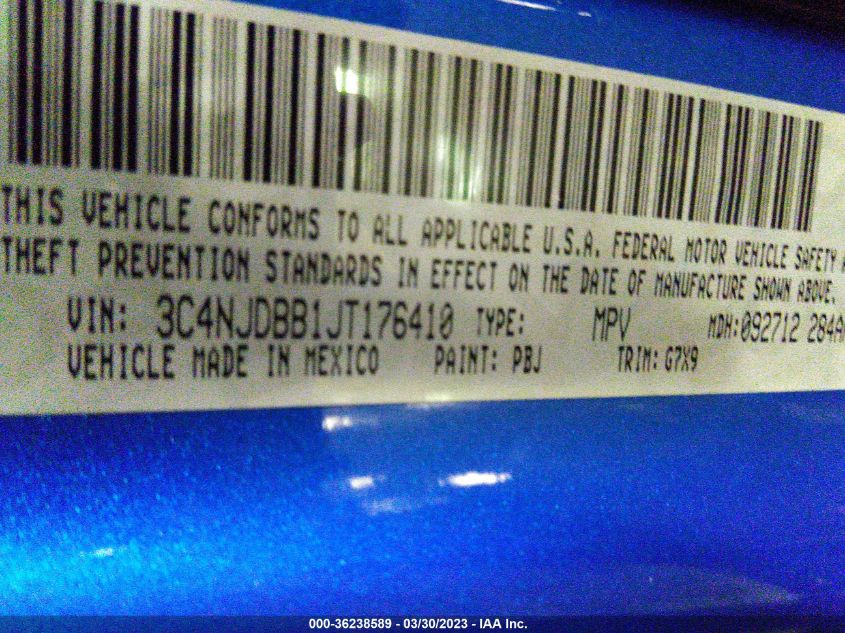 THIS VEHICLE CONFORMS TO ALL APPLICABLE U.S.A. FEDERAL MOTOR VEHICLE SAFETY
THEFT PREVENTION STANDARDS IN EFFECT ON THE DATE OF MANUFACTURE SHOWN ABOVE.
VIN: 3C4NJDBB1JT176410 TYPE: MPV MDH:092712 284A
VEHICLE MADE IN MEXICO PAINT: PBJ TRIM: G7X9
000-36238589 - 03/30/2023 - IAA Inc.